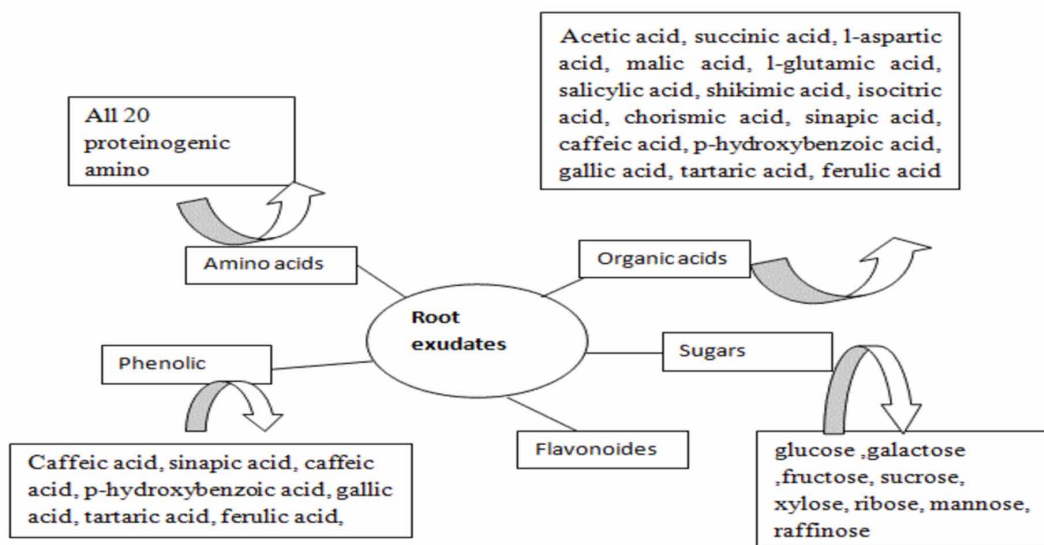 Acetic acid, succinic acid, l-aspartic
acid, malic acid, l-glutamic acid,
salicylic acid, shikimic acid, isocitric
acid, chorismic acid, sinapic acid,
caffeic acid, p-hydroxybenzoic acid,
gallic acid, tartaric acid, ferulic acid
All 20
proteinogenic
amino
Amino acids
Organic acids
Root
exudates
Phenolic
Sugars
Flavonoides
Caffeic acid, sinapic acid, caffeic
acid, p-hydroxybenzoic acid, gallic
acid, tartaric acid, ferulic acid,
glucose ,galactose
,fructose, sucrose,
xylose, ribose, mannose,
raffinose